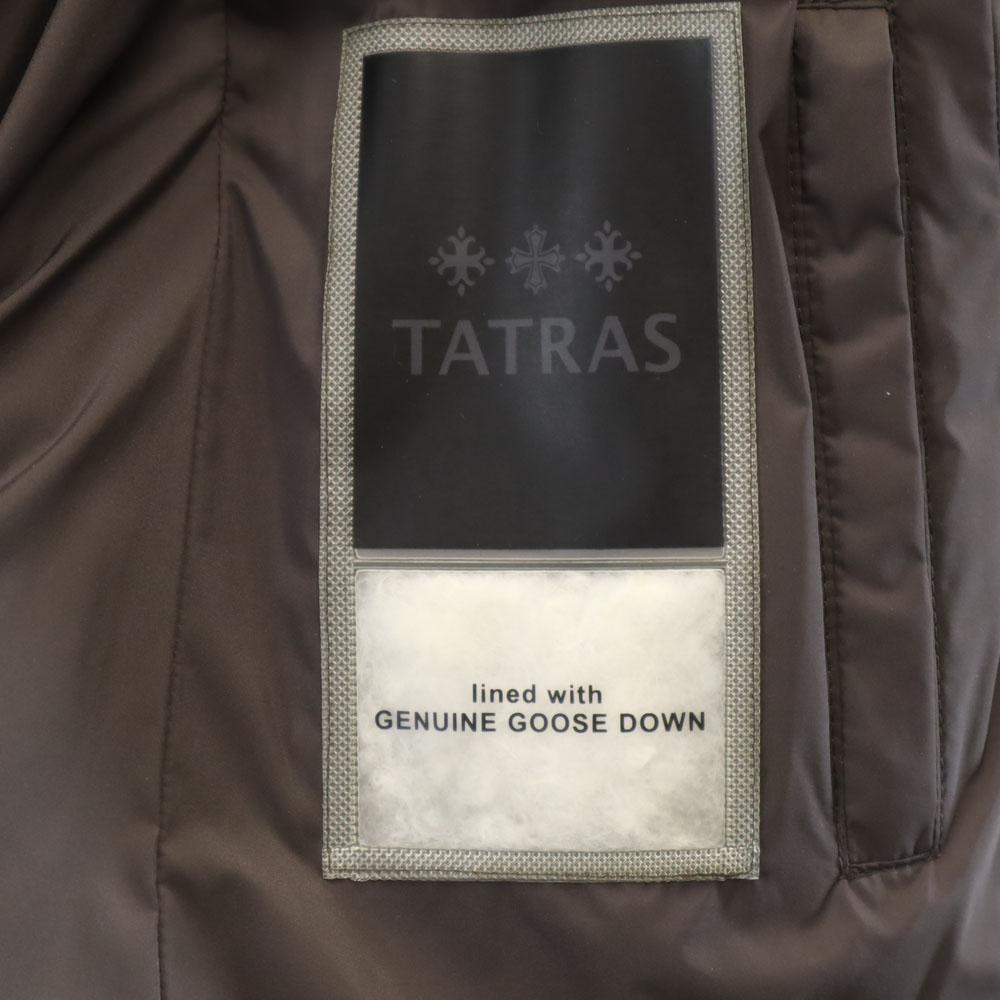 TATRAS
lined with
GENUINE GOOSE DOWN